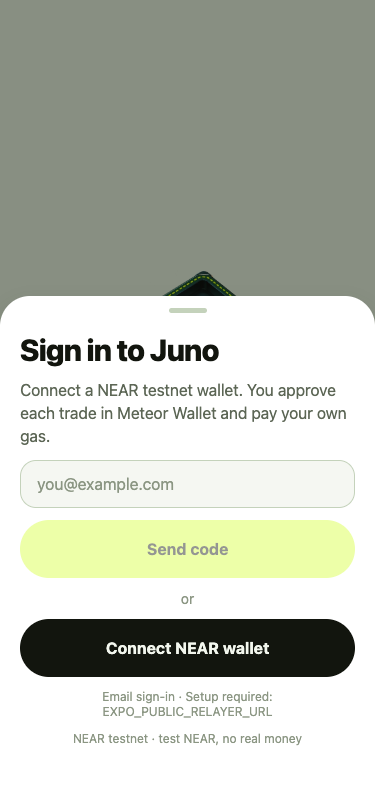 Sign in to Juno
Connect a NEAR testnet wallet. You approve
each trade in Meteor Wallet and pay your own
gas.
you@example.com
Send code
or
Connect NEAR wallet
Email sign-in · Setup required:
EXPO_PUBLIC_RELAYER_URL
NEAR testnet · test NEAR, no real money